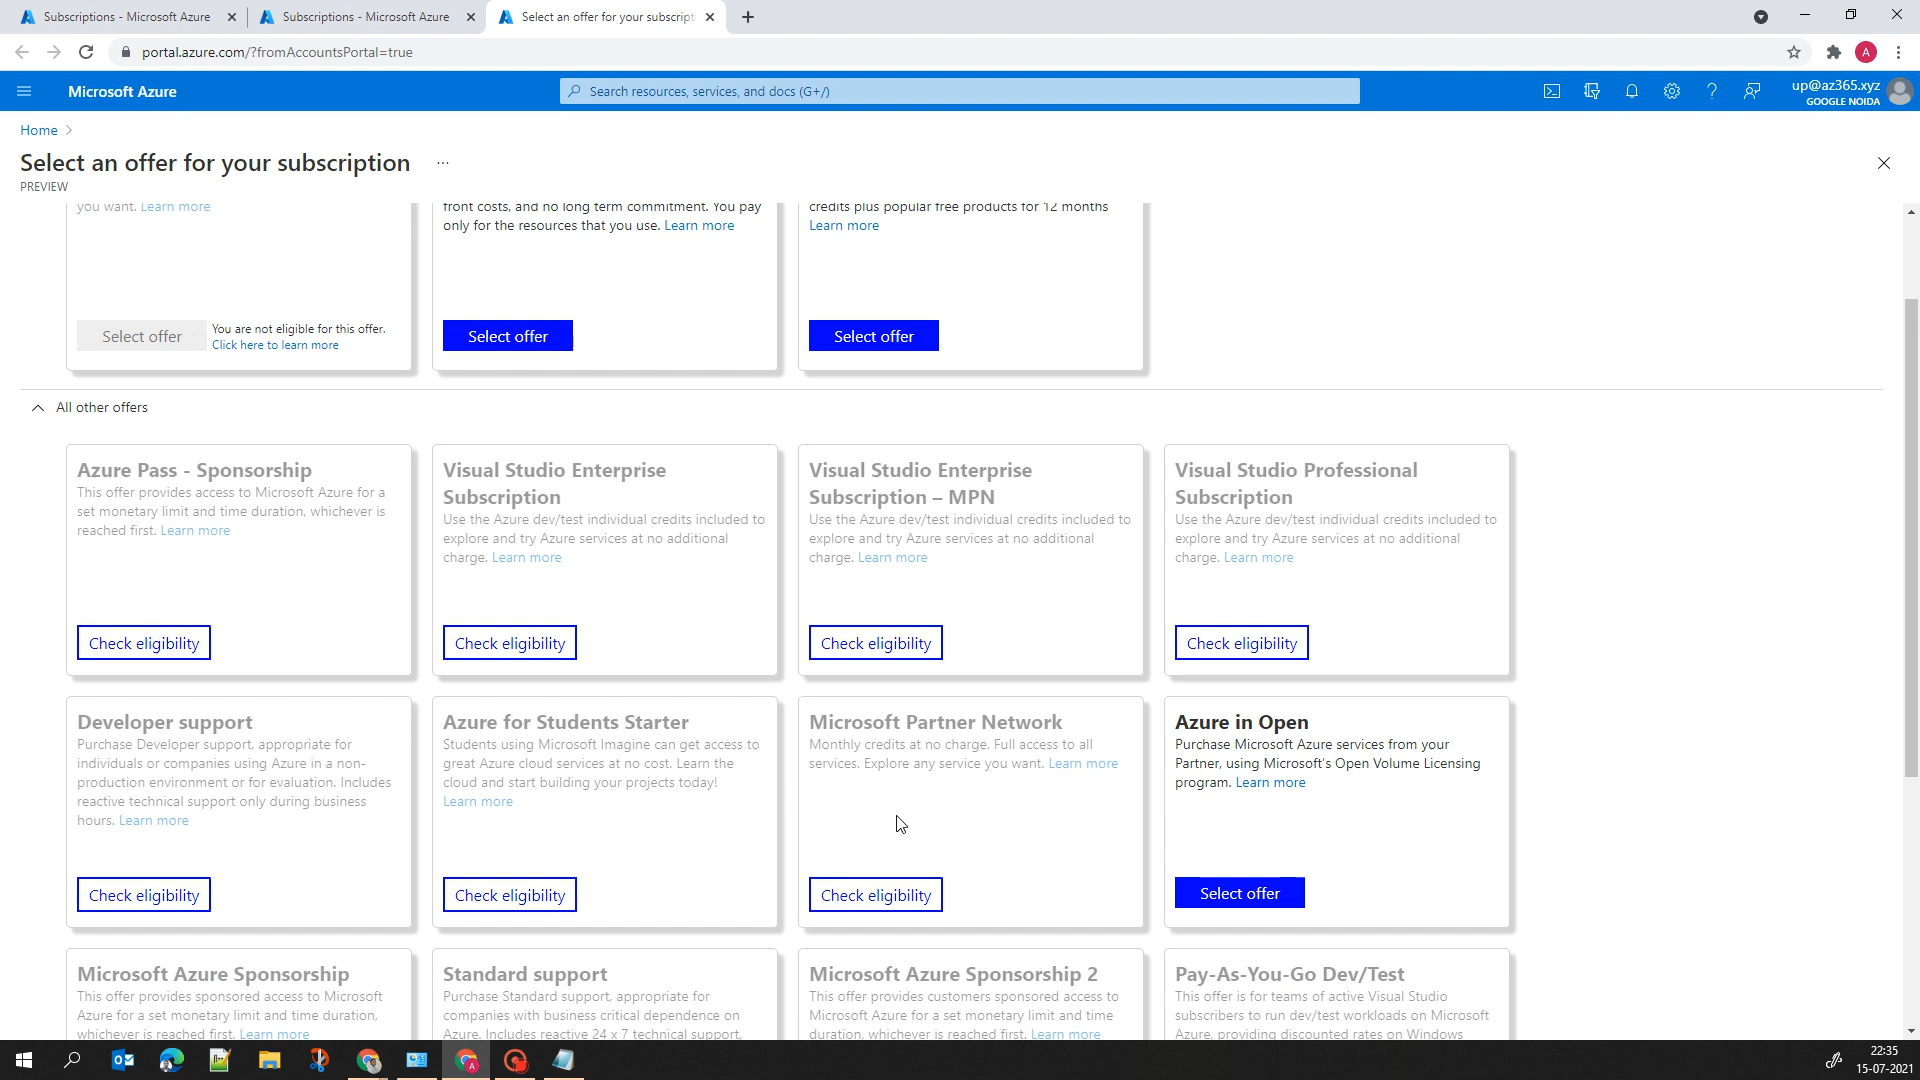 Subscriptions - Microsoft Azure
Subscriptions - Microsoft Azure
Select an offer for your subscript
portal.azure.com/?fromAccountsPortal=true
A
Microsoft Azure
Search resources, services, and docs (G+/)
up@az365.xyz
GOOGLE NOIDA
Home
Select an offer for your subscription
...
PREVIEW
you want. Learn more
Select offer
You are not eligible for this offer.
Click here to learn more
front costs, and no long term commitment. You pay
only for the resources that you use. Learn more
Select offer
credits plus popular free products for 12 months
Learn more
Select offer
All other offers
Azure Pass - Sponsorship
This offer provides access to Microsoft Azure for a
set monetary limit and time duration, whichever is
reached first. Learn more
Check eligibility
Visual Studio Enterprise
Subscription
Use the Azure dev/test individual credits included to
explore and try Azure services at no additional
charge. Learn more
Check eligibility
Visual Studio Enterprise
Subscription – MPN
Use the Azure dev/test individual credits included to
explore and try Azure services at no additional
charge. Learn more
Check eligibility
Visual Studio Professional
Subscription
Use the Azure dev/test individual credits included to
explore and try Azure services at no additional
charge. Learn more
Check eligibility
Developer support
Purchase Developer support, appropriate for
individuals or companies using Azure in a non-
production environment or for evaluation. Includes
reactive technical support only during business
hours. Learn more
Check eligibility
Azure for Students Starter
Students using Microsoft Imagine can get access to
great Azure cloud services at no cost. Learn the
cloud and start building your projects today!
Learn more
Check eligibility
Microsoft Partner Network
Monthly credits at no charge. Full access to all
services. Explore any service you want. Learn more
Check eligibility
Azure in Open
Purchase Microsoft Azure services from your
Partner, using Microsoft's Open Volume Licensing
program. Learn more
Select offer
Microsoft Azure Sponsorship
This offer provides sponsored access to Microsoft
Azure for a set monetary limit and time duration,
whichever is reached first. Learn more
Standard support
Purchase Standard support, appropriate for
companies with business critical dependence on
Azure. Includes reactive 24 x 7 technical support.
Microsoft Azure Sponsorship 2
This offer provides customers sponsored access to
Microsoft Azure for a set monetary limit and time
duration, whichever is reached first. Learn more
Pay-As-You-Go Dev/Test
This offer is for teams of active Visual Studio
subscribers to run dev/test workloads on Microsoft
Azure, providing discounted rates on Windows
22:35
15-07-2021